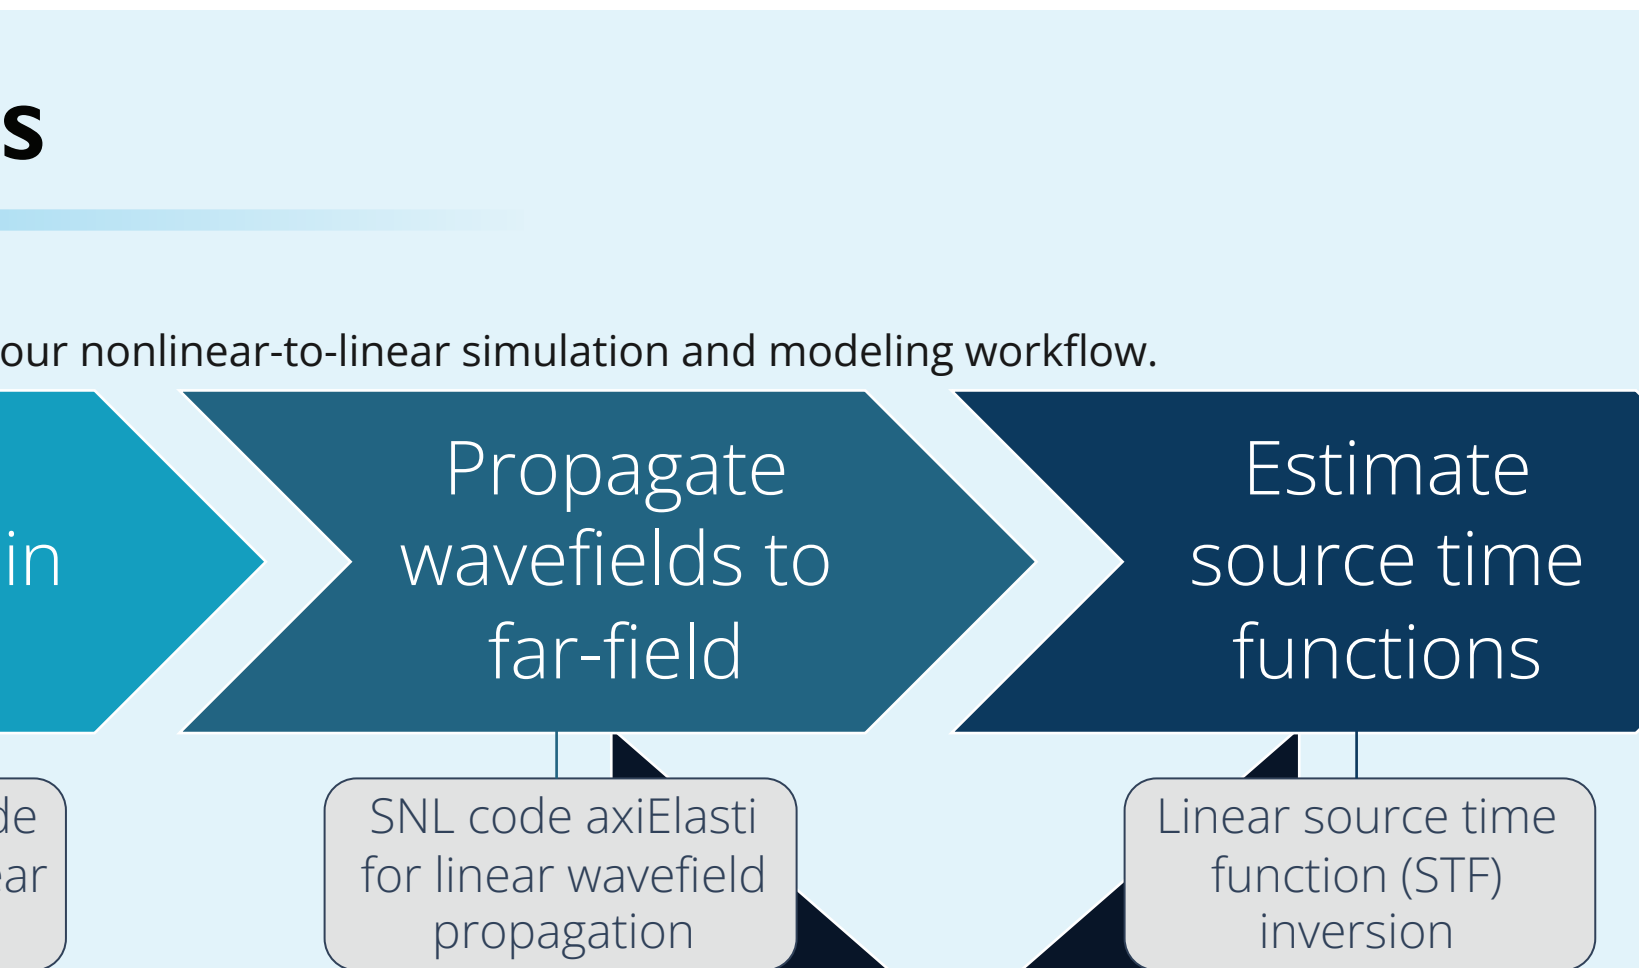 s
our nonlinear-to-linear simulation and modeling workflow.
in
Propagate
wavefields to
far-field
Estimate
source time
functions
de
ear
SNL code axiElasti
for linear wavefield
propagation
Linear source time
function (STF)
inversion